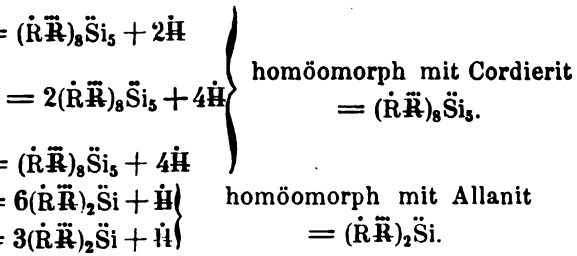 = (ṘR̶⃛)₈S̈i₅ + 2Ḣ̶
= 2(ṘR̶⃛)₈S̈i₅ + 4Ḣ̶
homöomorph mit Cordierit
= (ṘR̶⃛)₈S̈i₅.
= (ṘR̶⃛)₈S̈i₅ + 4Ḣ̶
= 6(ṘR̶⃛)₂S̈i + Ḣ̶
= 3(ṘR̶⃛)₂S̈i + Ḣ̶
homöomorph mit Allanit
= (ṘR̶⃛)₂S̈i.